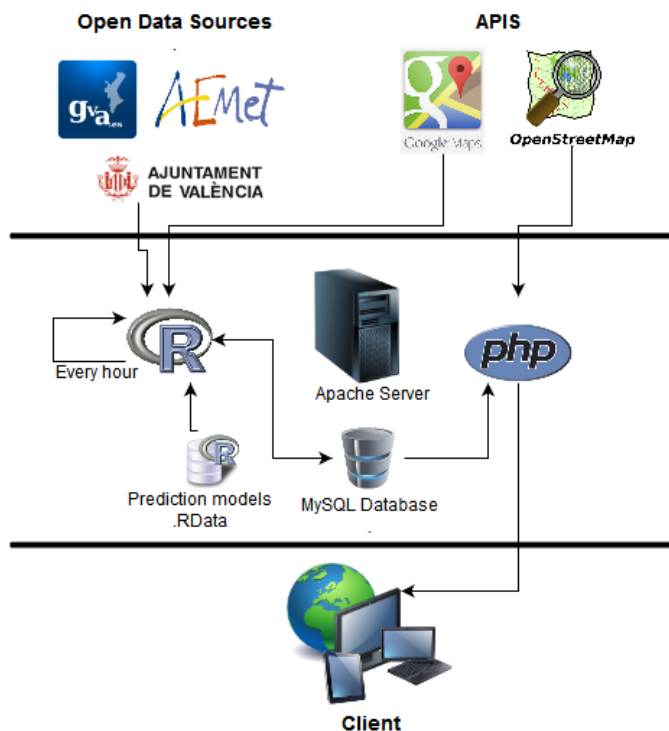 Open Data Sources
APIS
gva.es
AEMet
Google Maps
OpenStreetMap
AJUNTAMENT
DE VALÈNCIA
R
Every hour
Apache Server
php
R
Prediction models
.RData
MySQL Database
Client